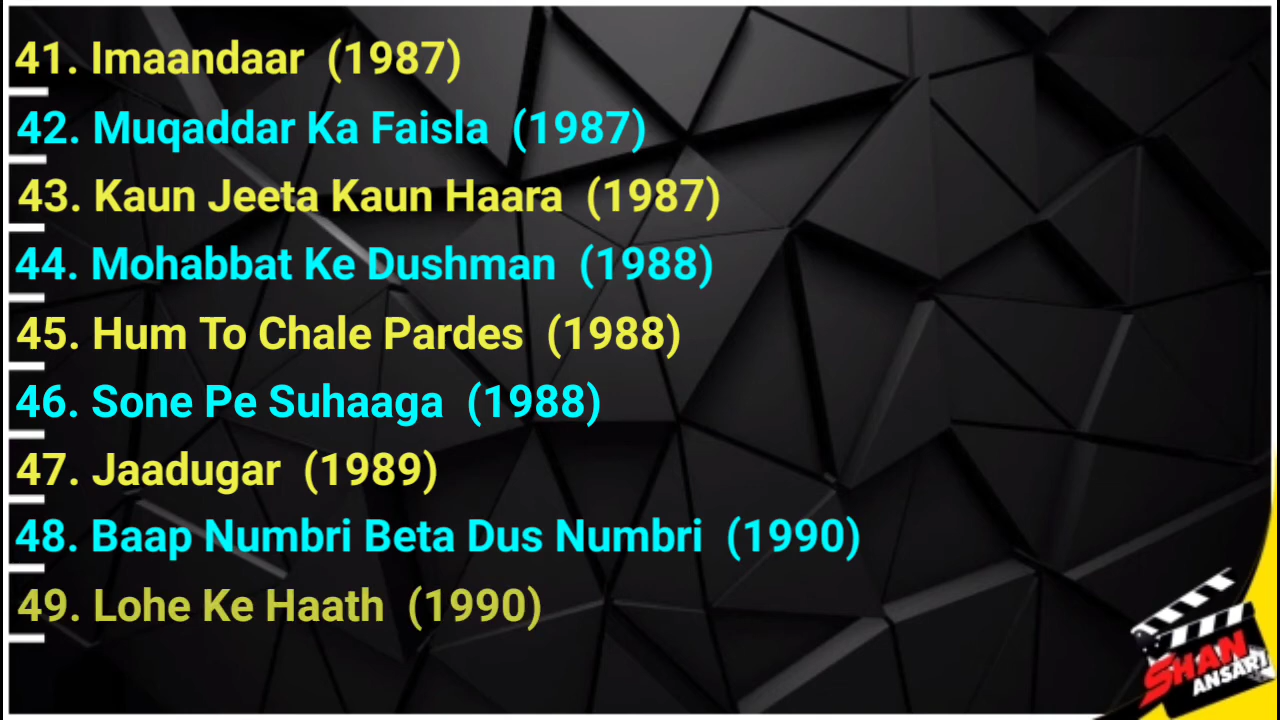 41. Imaandaar (1987)
42. Muqaddar Ka Faisla (1987)
43. Kaun Jeeta Kaun Haara (1987)
44. Mohabbat Ke Dushman (1988)
45. Hum To Chale Pardes (1988)
46. Sone Pe Suhaaga (1988)
47. Jaadugar (1989)
48. Baap Numbri Beta Dus Numbri (1990)
49. Lohe Ke Haath (1990)
SHAN
ANSARI